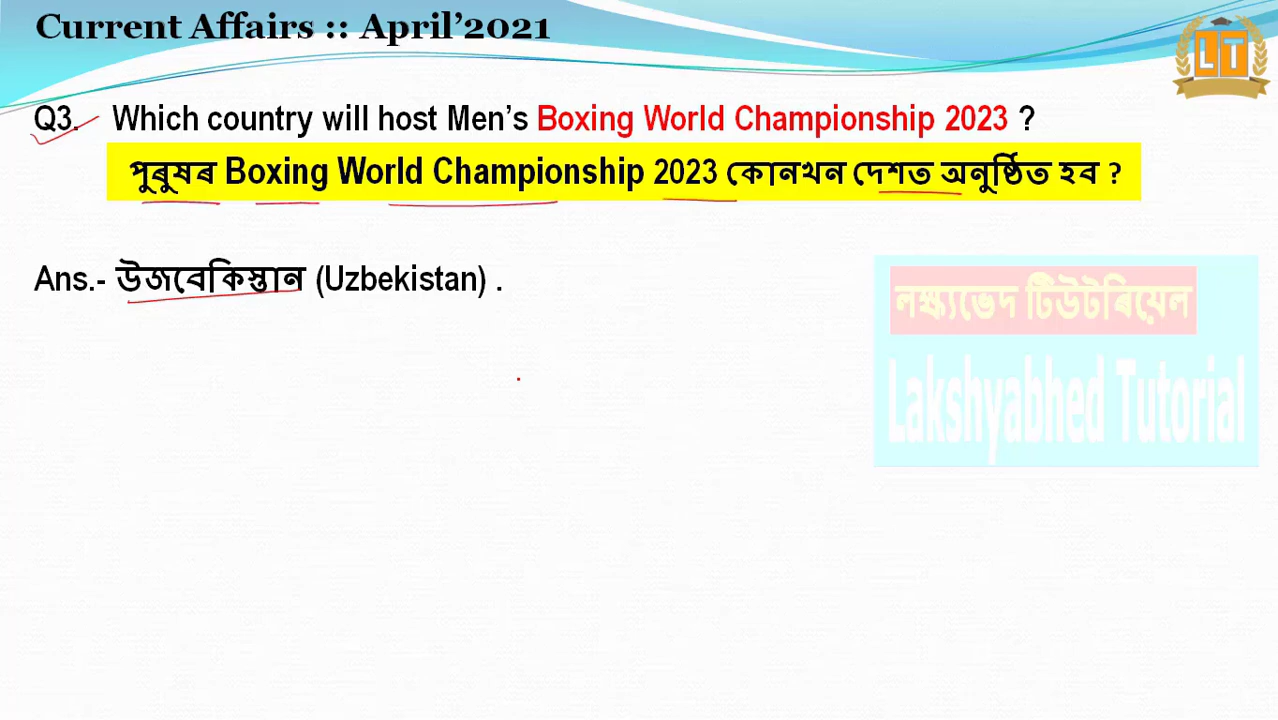 Current Affairs :: April’2021
LT
Q3. Which country will host Men’s Boxing World Championship 2023 ?
পুৰুষৰ Boxing World Championship 2023 কোনখন দেশত অনুষ্ঠিত হব ?
Ans.- উজবেকিস্তান (Uzbekistan) .
লক্ষ্যভেদ টিউটৰিয়েল
Lakshyabhed Tutorial